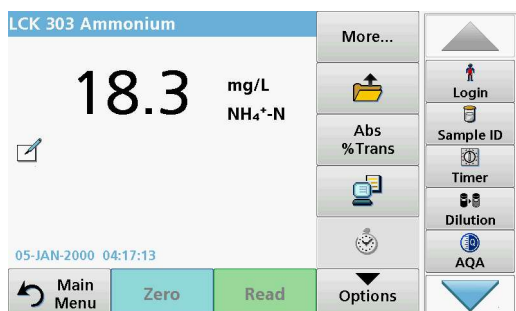 LCK 303 Ammonium
18.3 mg/L
NH₄⁺-N
05-JAN-2000 04:17:13
Main
Menu
Zero
Read
More...
Abs
%Trans
Options
Login
Sample ID
Timer
Dilution
AQA